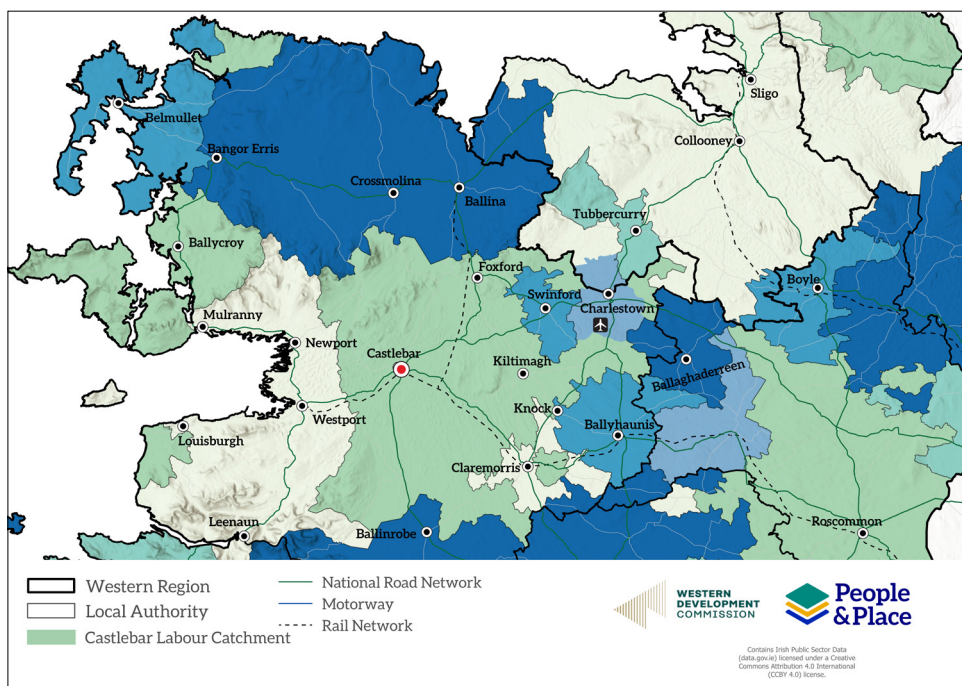 Sligo
Belmullet
Collooney
Bangor Erris
Crossmolina
Ballina
Tubbercurry
Ballycroy
Foxford
Boyle
Swinford
Charlestown
Mulranny
Newport
Castlebar
Kiltimagh
Ballaghaderreen
Knock
Westport
Louisburgh
Ballyhaunis
Claremorris
Leenaun
Ballinrobe
Roscommon
Western Region
Local Authority
Castlebar Labour Catchment
National Road Network
Motorway
Rail Network
WESTERN
DEVELOPMENT
COMMISSION
People
&Place
Contains Irish Public Sector Data
(data.gov.ie) licensed under a Creative
Commons Attribution 4.0 International
(CCBY 4.0) license.